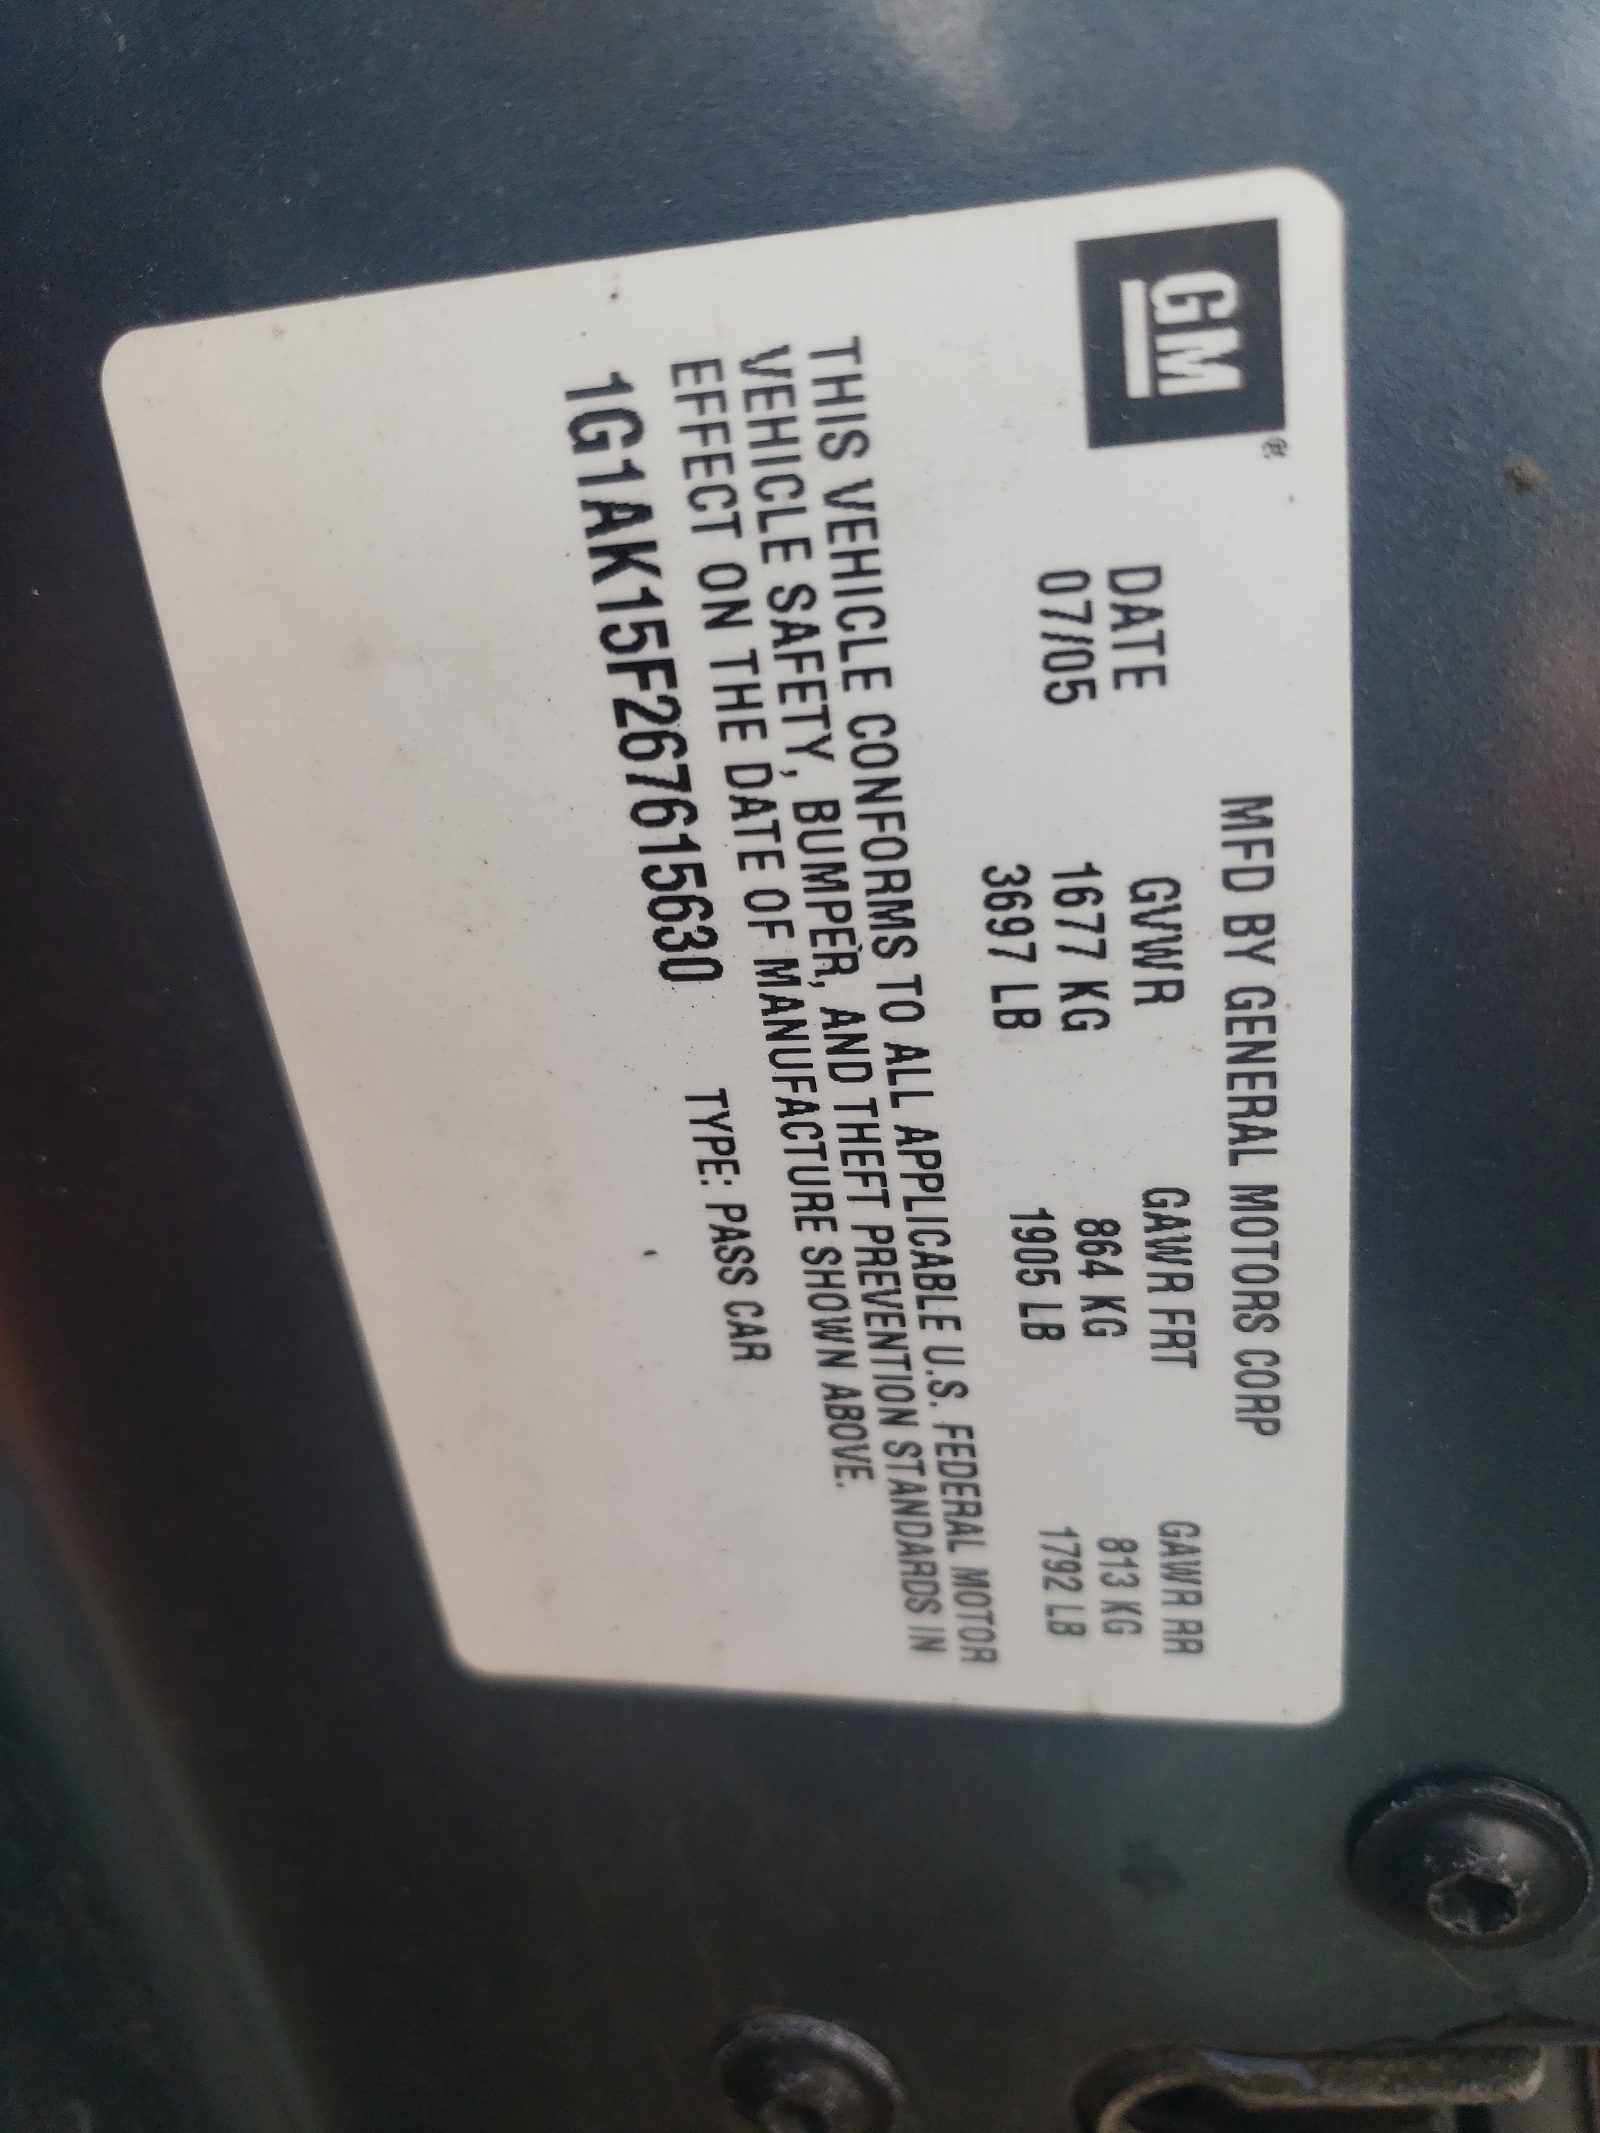 GM®
MFD BY GENERAL MOTORS CORP
DATE GVWR GAWR FRT GAWR RR
07/05 1677 KG 864 KG 813 KG
3697 LB 1905 LB 1792 LB
THIS VEHICLE CONFORMS TO ALL APPLICABLE U.S. FEDERAL MOTOR
VEHICLE SAFETY, BUMPER, AND THEFT PREVENTION STANDARDS IN
EFFECT ON THE DATE OF MANUFACTURE SHOWN ABOVE.
1G1AK15F267615630 TYPE: PASS CAR